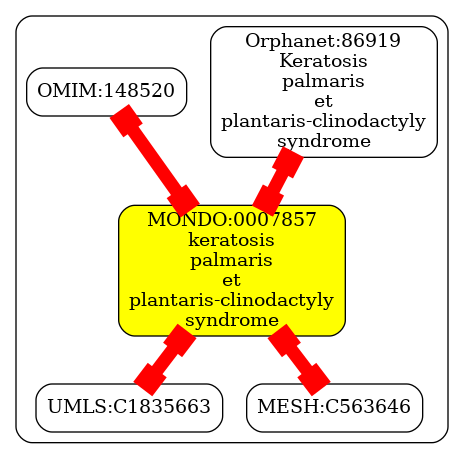 Orphanet:86919
Keratosis
palmaris
et
plantaris-clinodactyly
syndrome
OMIM:148520
MONDO:0007857
keratosis
palmaris
et
plantaris-clinodactyly
syndrome
UMLS:C1835663
MESH:C563646